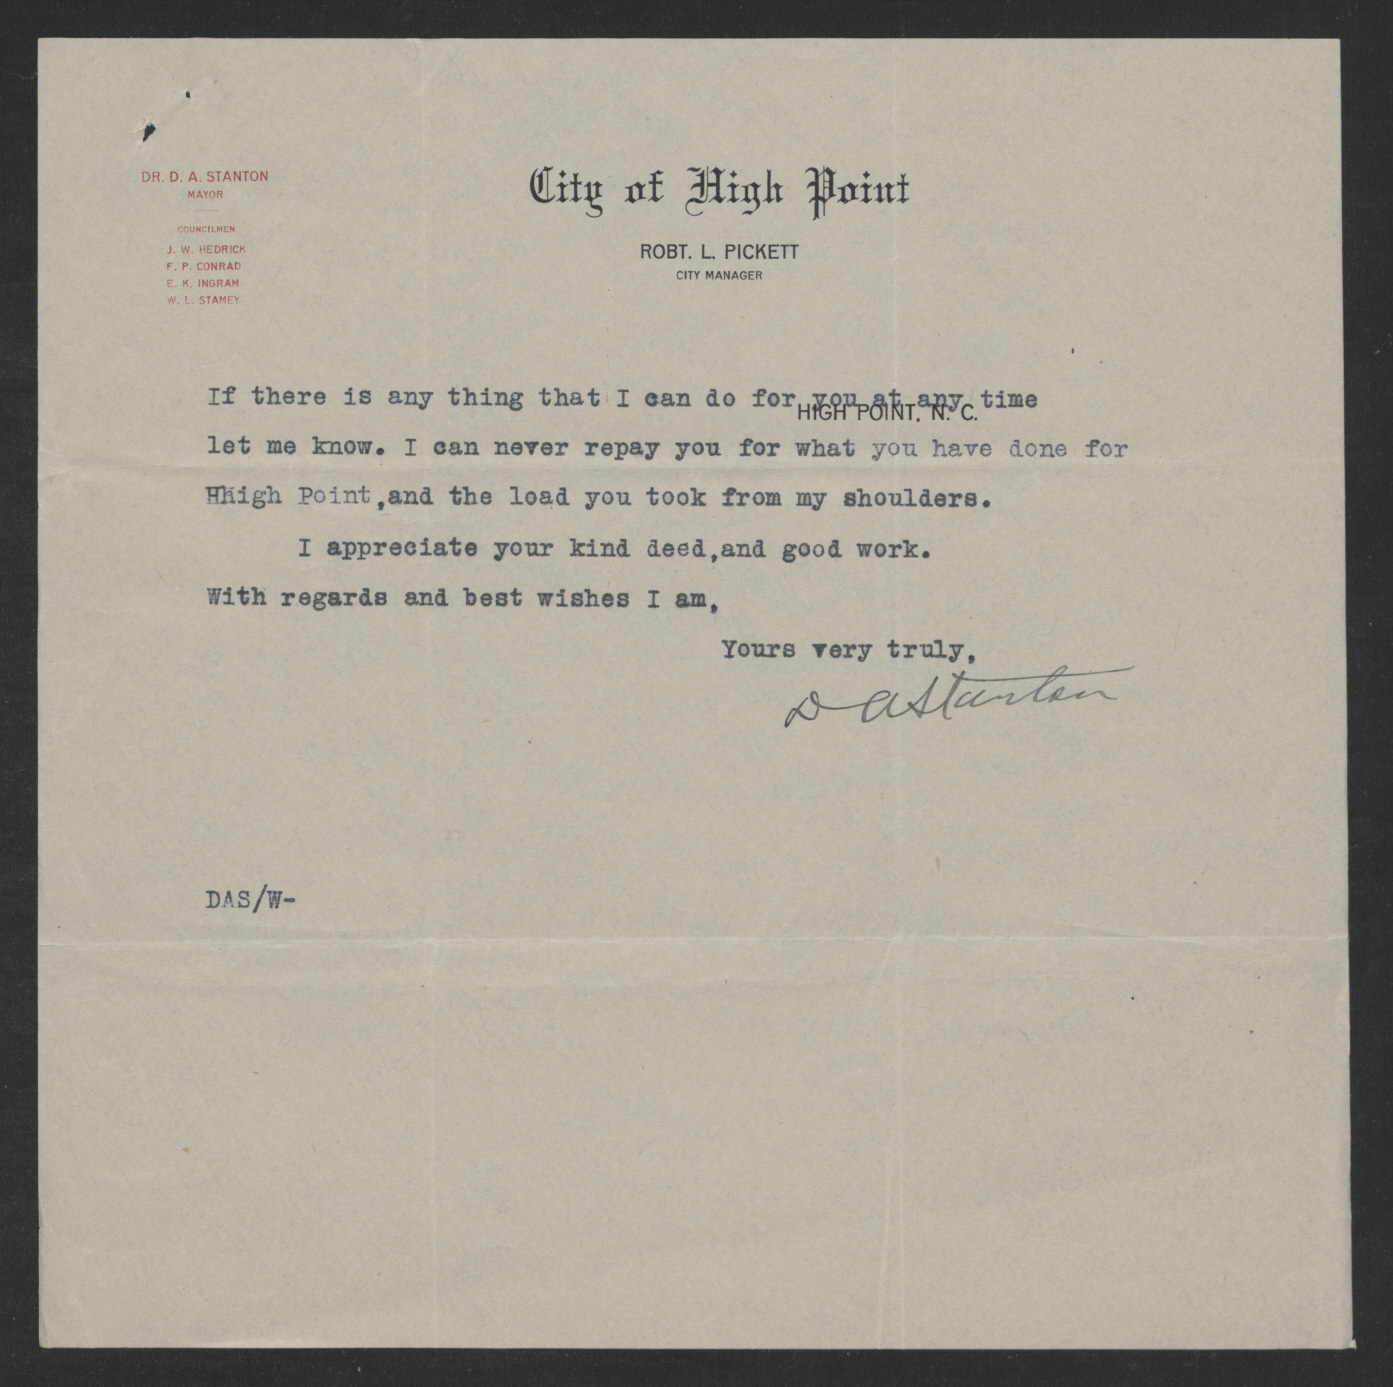 DR. D. A. STANTON
MAYOR
COUNCILMEN
J. W. HEDRICK
F. P. CONRAD
E. K. INGRAM
W. L. STAMEY
City of High Point
ROBT. L. PICKETT
CITY MANAGER
HIGH POINT, N. C.
If there is any thing that I can do for you at any time
let me know. I can never repay you for what you have done for
High Point,and the load you took from my shoulders.
I appreciate your kind deed,and good work.
With regards and best wishes I am,
Yours very truly,
D A Stanton
DAS/W-